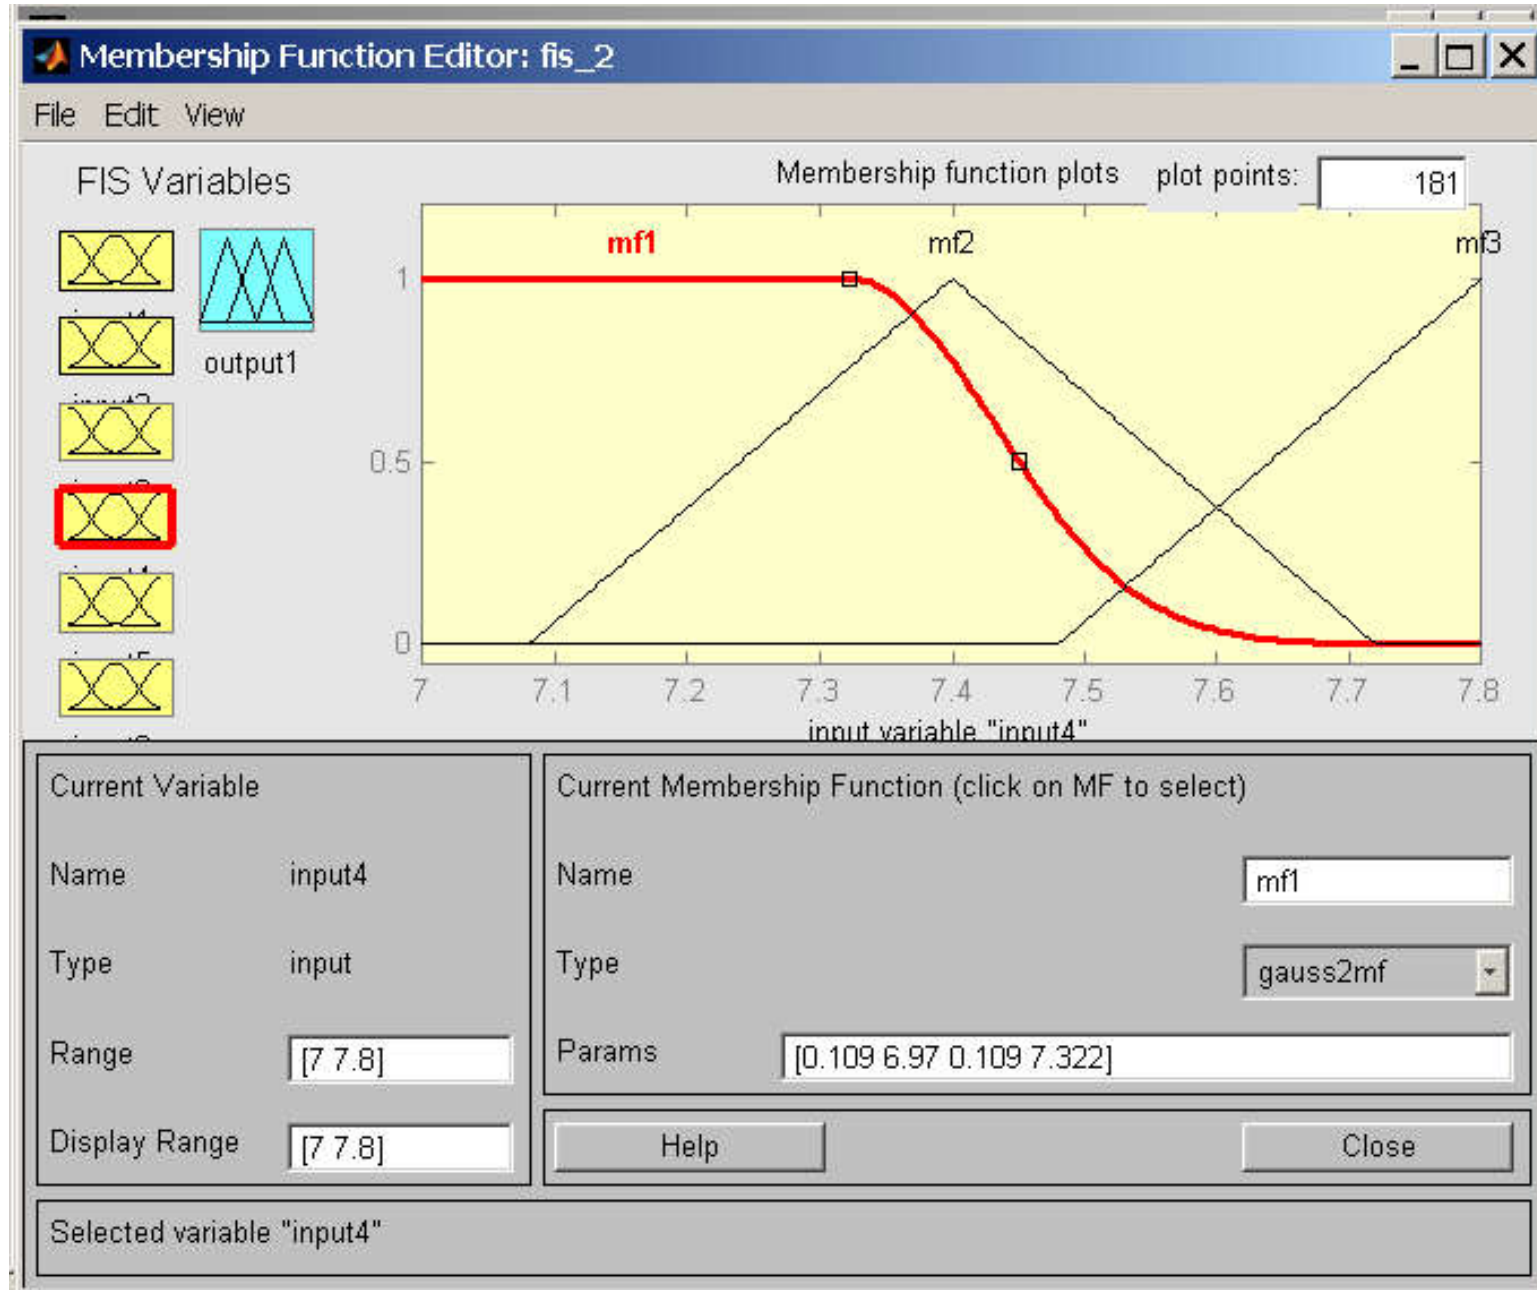 Membership Function Editor: fis_2
File Edit View
FIS Variables
Membership function plots plot points: 181
mf1 mf2 mf3
output1
1
0.5
0
7 7.1 7.2 7.3 7.4 7.5 7.6 7.7 7.8
input variable "input4"
Current Variable
Name input4
Type input
Range [7 7.8]
Display Range [7 7.8]
Current Membership Function (click on MF to select)
Name mf1
Type gauss2mf
Params [0.109 6.97 0.109 7.322]
Help Close
Selected variable "input4"